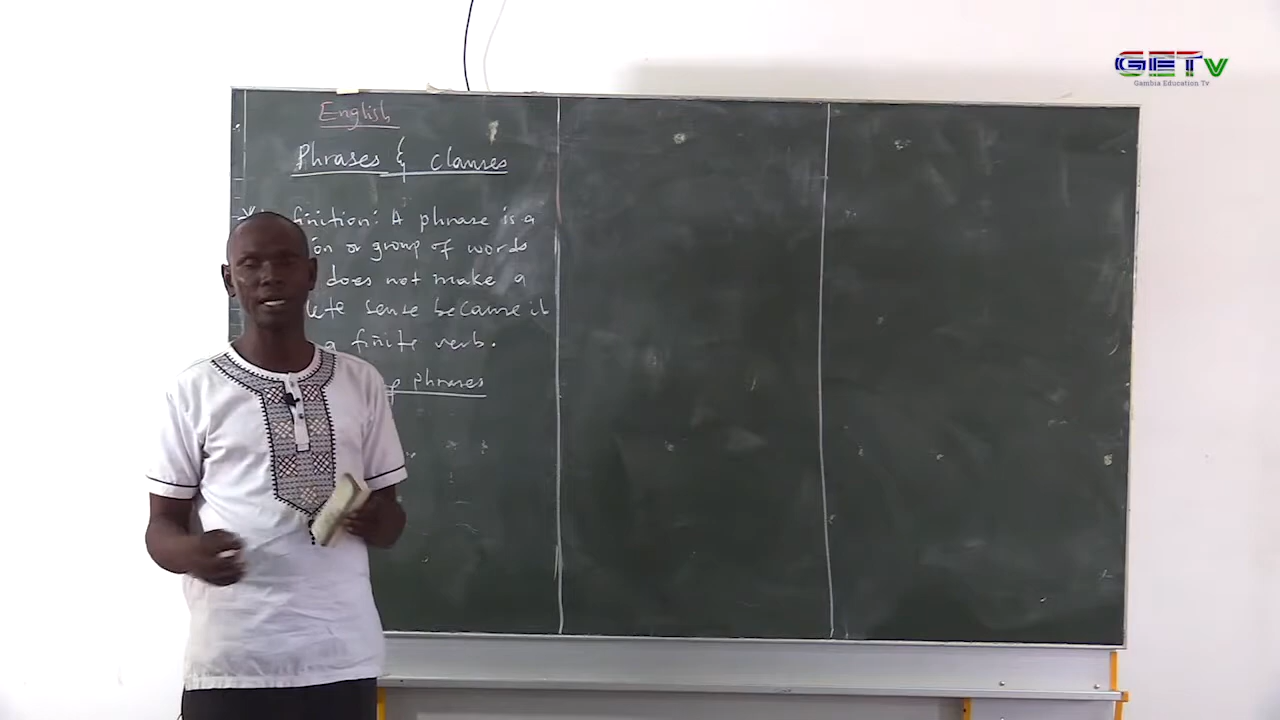 English
Phrases & clauses
finition: A phrase is a
or group of words
does not make a
lete sense because it
a finite verb.
phrases
GETv
Gambia Education Tv